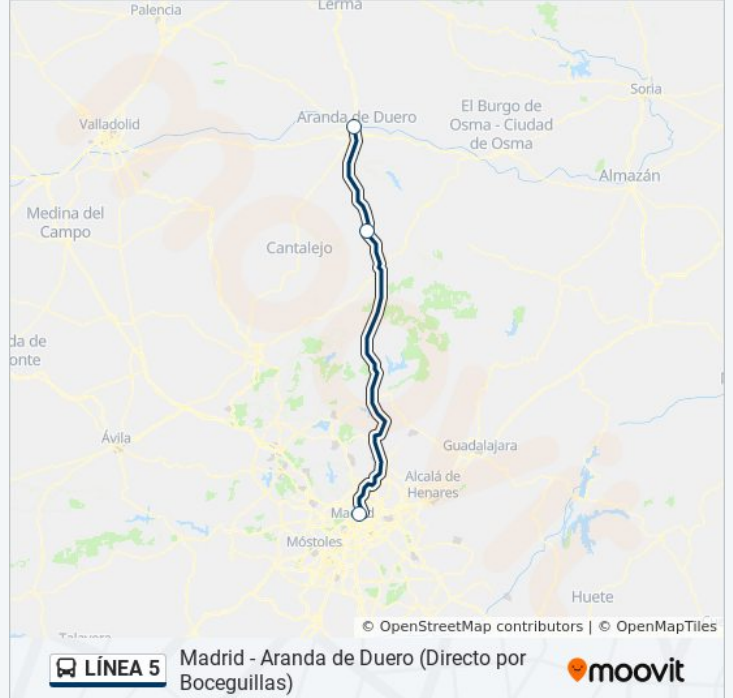 Palencia
Lerma
Soria
Aranda de Duero
El Burgo de
Osma - Ciudad
de Osma
Valladolid
Almazán
Medina del
Campo
Cantalejo
da de
onte
Ávila
Guadalajara
Alcalá de
Henares
Madrid
Móstoles
Huete
Talavera
© OpenStreetMap contributors | © OpenMapTiles
LÍNEA 5
Madrid - Aranda de Duero (Directo por
Boceguillas)
moovit